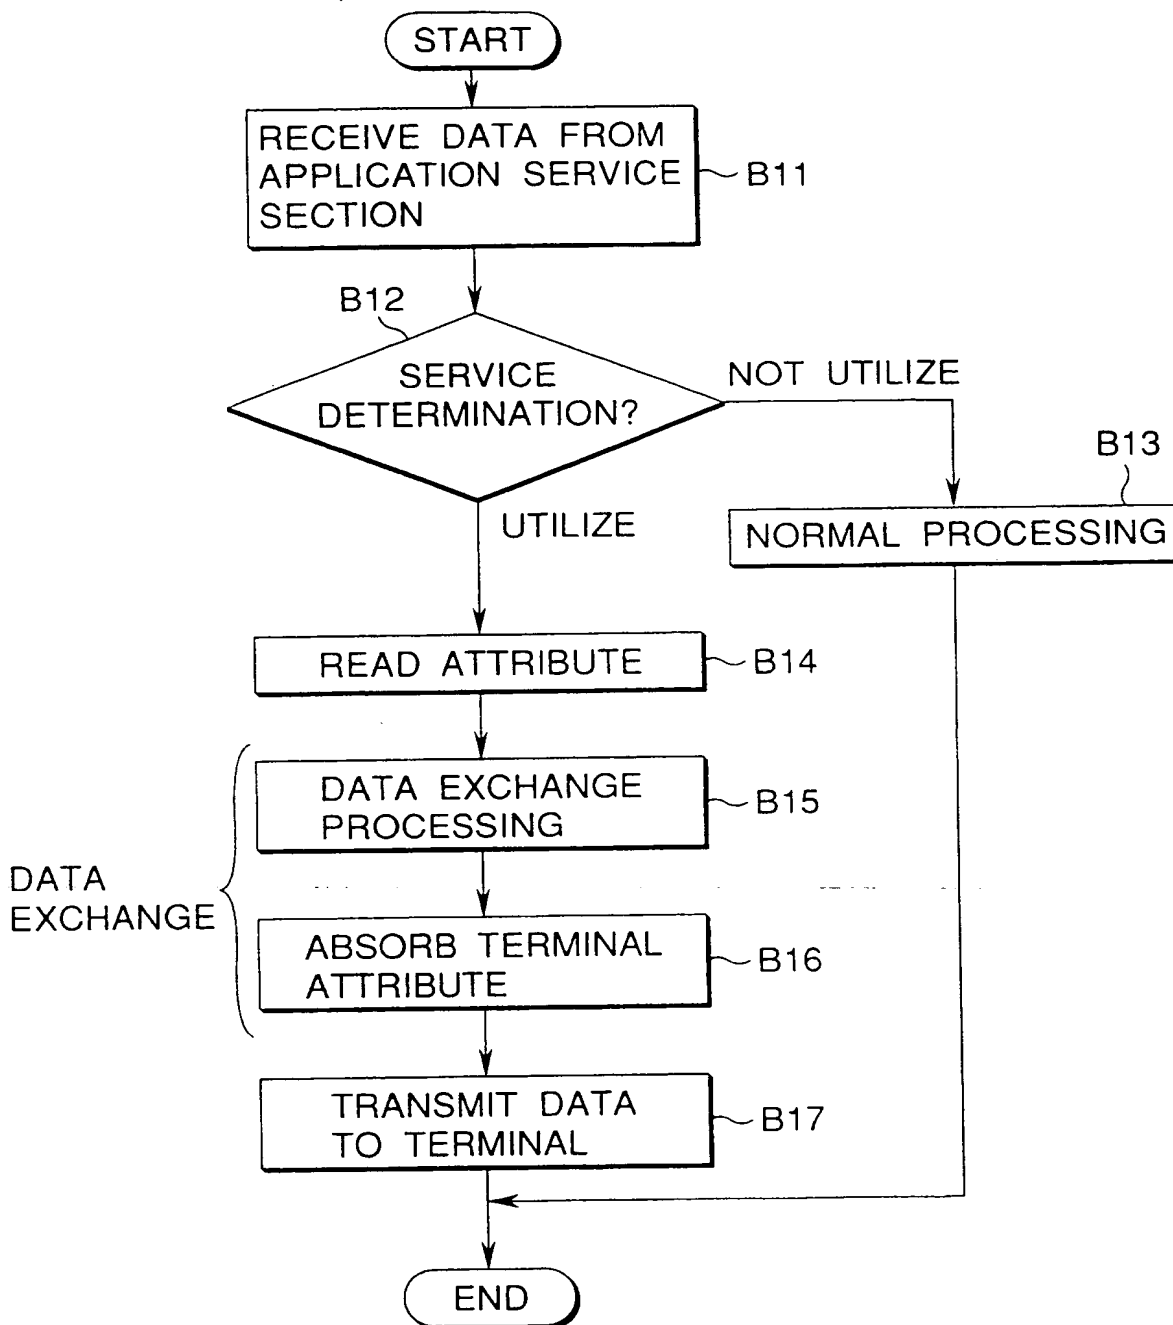 START
RECEIVE DATA FROM
APPLICATION SERVICE
SECTION
B11
B12
SERVICE
DETERMINATION?
NOT UTILIZE
UTILIZE
B13
NORMAL PROCESSING
READ ATTRIBUTE
B14
DATA EXCHANGE
PROCESSING
B15
DATA
EXCHANGE
ABSORB TERMINAL
ATTRIBUTE
B16
TRANSMIT DATA
TO TERMINAL
B17
END